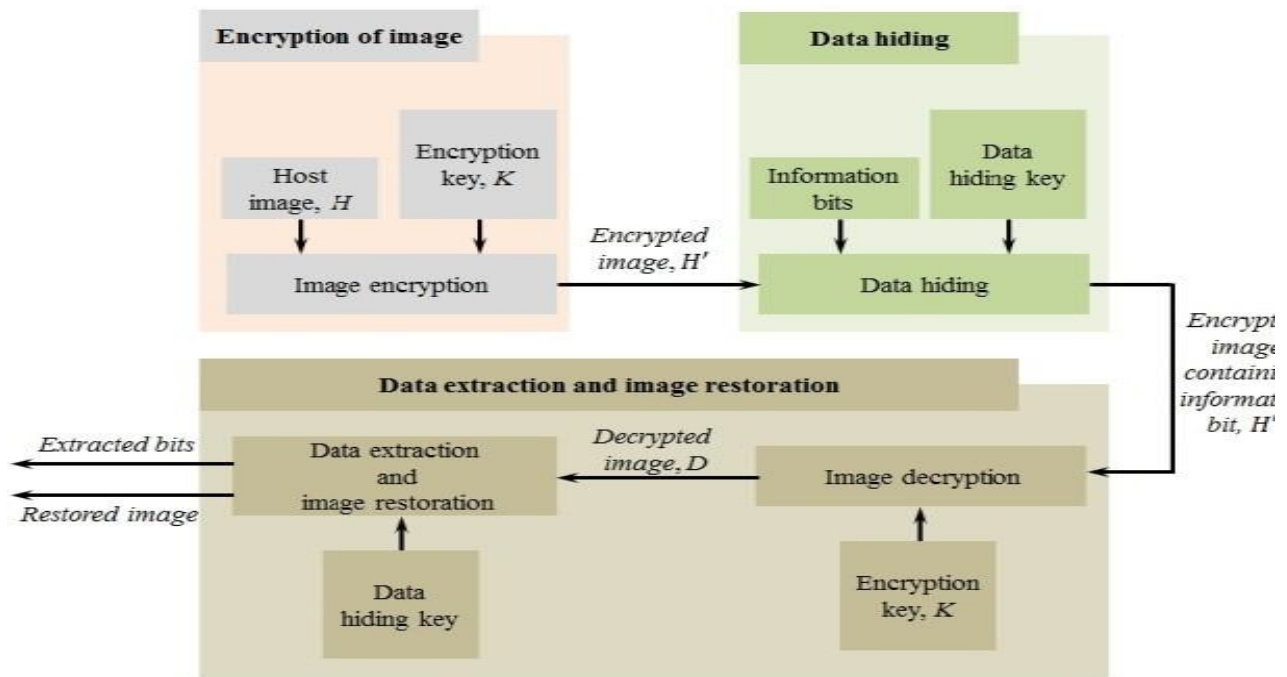 Encryption of image
Host
image, H
Encryption
key, K
Image encryption
Encrypted
image, H'
Data hiding
Information
bits
Data
hiding key
Data hiding
image
bit, H'
Data extraction and image restoration
Image decryption
Encryption
key, K
Decrypted
image, D
Data extraction
and
image restoration
Data
hiding key
Extracted bits
Restored image